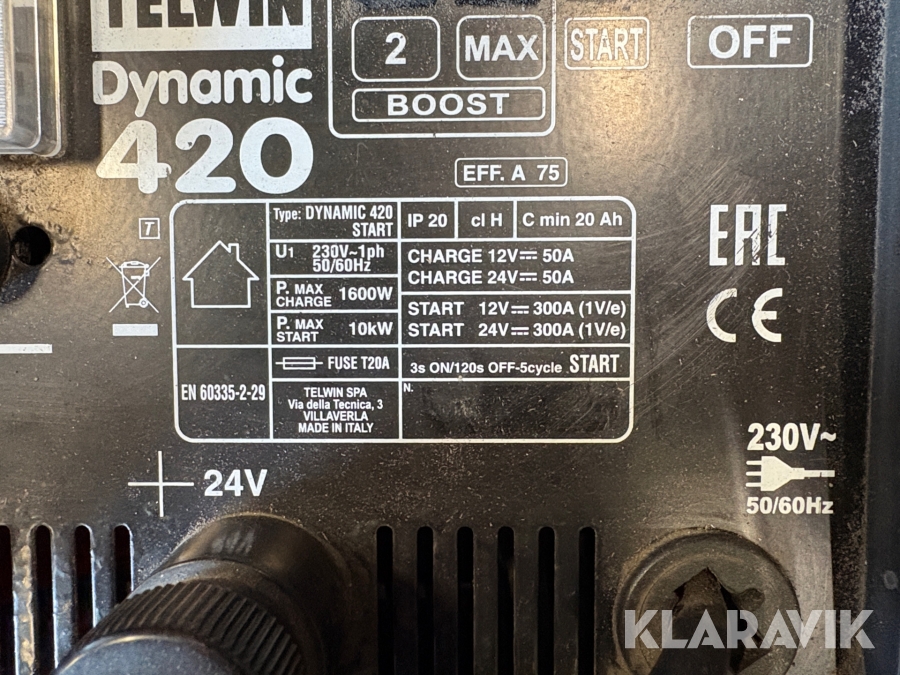 TELWIN
Dynamic
420
2
MAX
START
OFF
BOOST
EFF. A 75
T
Type: DYNAMIC 420
START
IP 20
cl H
C min 20 Ah
U1 230V~1ph
50/60Hz
CHARGE 12V⎓ 50A
CHARGE 24V⎓ 50A
P. MAX
CHARGE 1600W
START 12V⎓ 300A (1V/e)
START 24V⎓ 300A (1V/e)
P. MAX
START 10kW
EN 60335-2-29
FUSE T20A
3s ON/120s OFF-5cycle START
TELWIN SPA
Via della Tecnica, 3
VILLAVERLA
MADE IN ITALY
N.
EAC
CE
230V~
50/60Hz
+ 24V
KLARAVIK